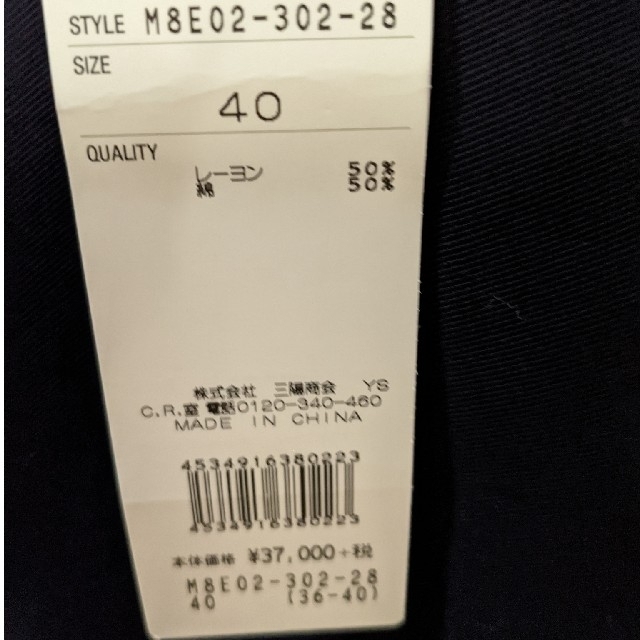 STYLE M8E02-302-28
SIZE
40
QUALITY
レーヨン 50%
綿 50%
株式会社 三陽商会 YS
C.R.室 電話0120-340-460
MADE IN CHINA
4534916380223
4534916380223
本体価格 ¥37,000+税
M8E02-302-28
40 (36-40)